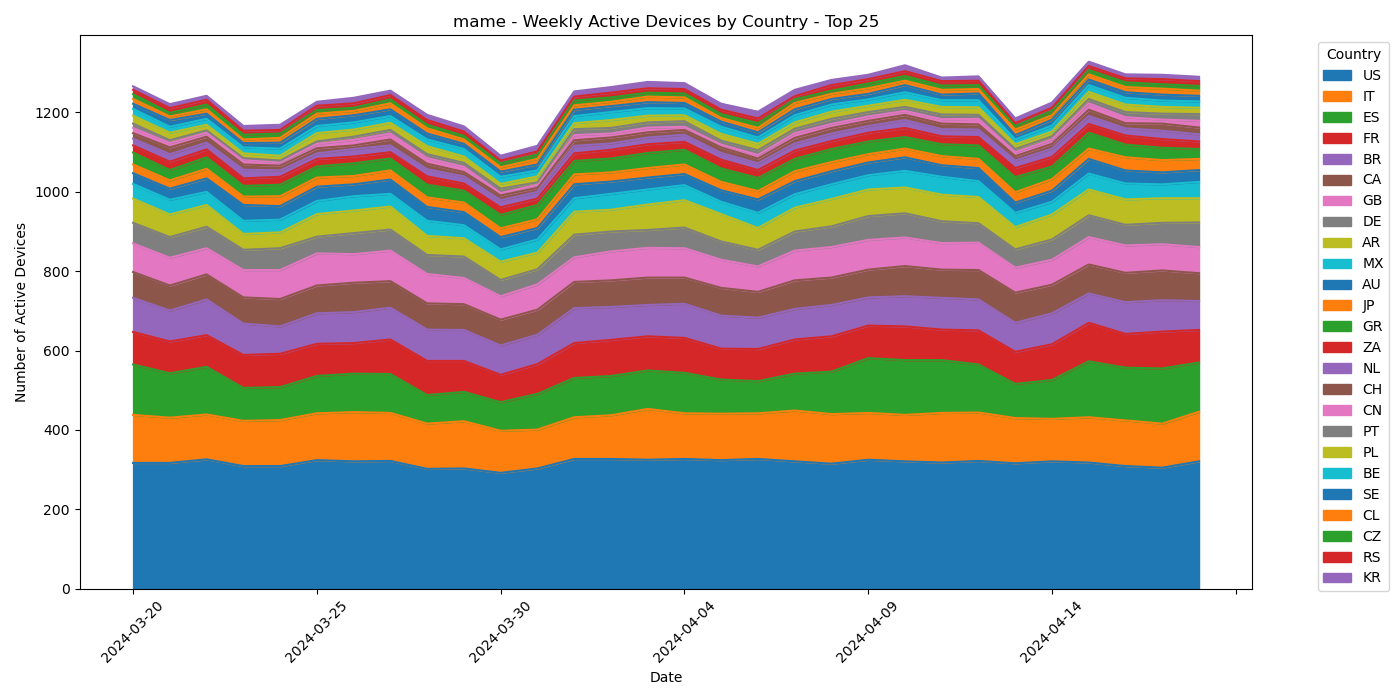 mame - Weekly Active Devices by Country - Top 25
Number of Active Devices
1200
1000
800
600
400
200
0
2024-03-20
2024-03-25
2024-03-30
2024-04-04
2024-04-09
2024-04-14
Date
Country
US
IT
ES
FR
BR
CA
GB
DE
AR
MX
AU
JP
GR
ZA
NL
CH
CN
PT
PL
BE
SE
CL
CZ
RS
KR